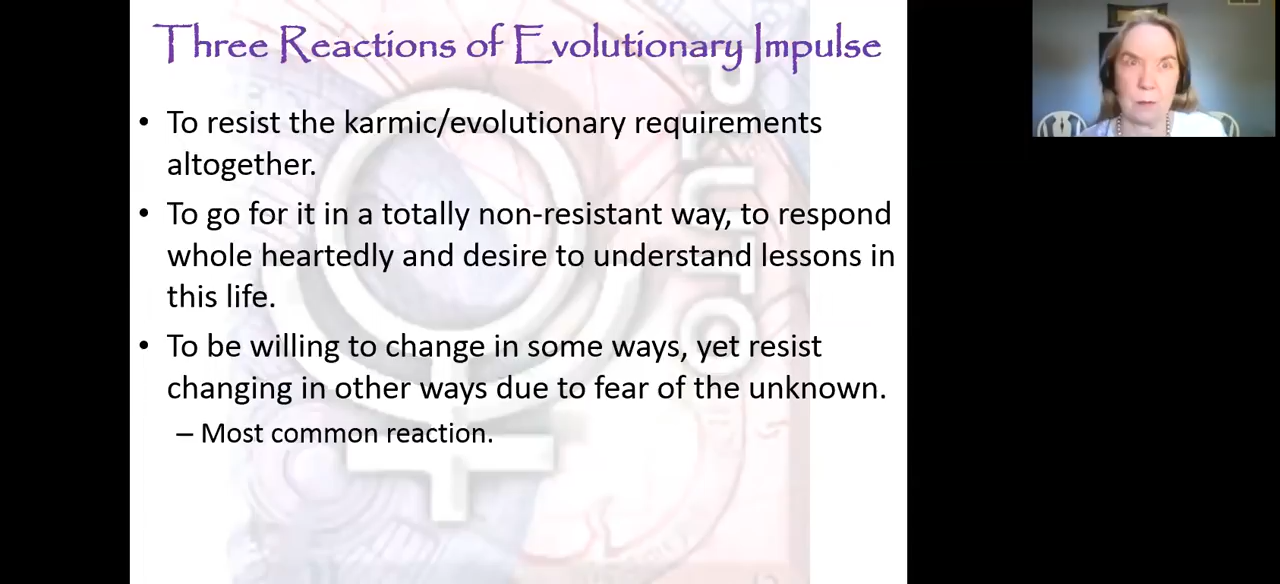 Three Reactions of Evolutionary Impulse
• To resist the karmic/evolutionary requirements
altogether.
• To go for it in a totally non-resistant way, to respond
whole heartedly and desire to understand lessons in
this life.
• To be willing to change in some ways, yet resist
changing in other ways due to fear of the unknown.
– Most common reaction.
PLUTO